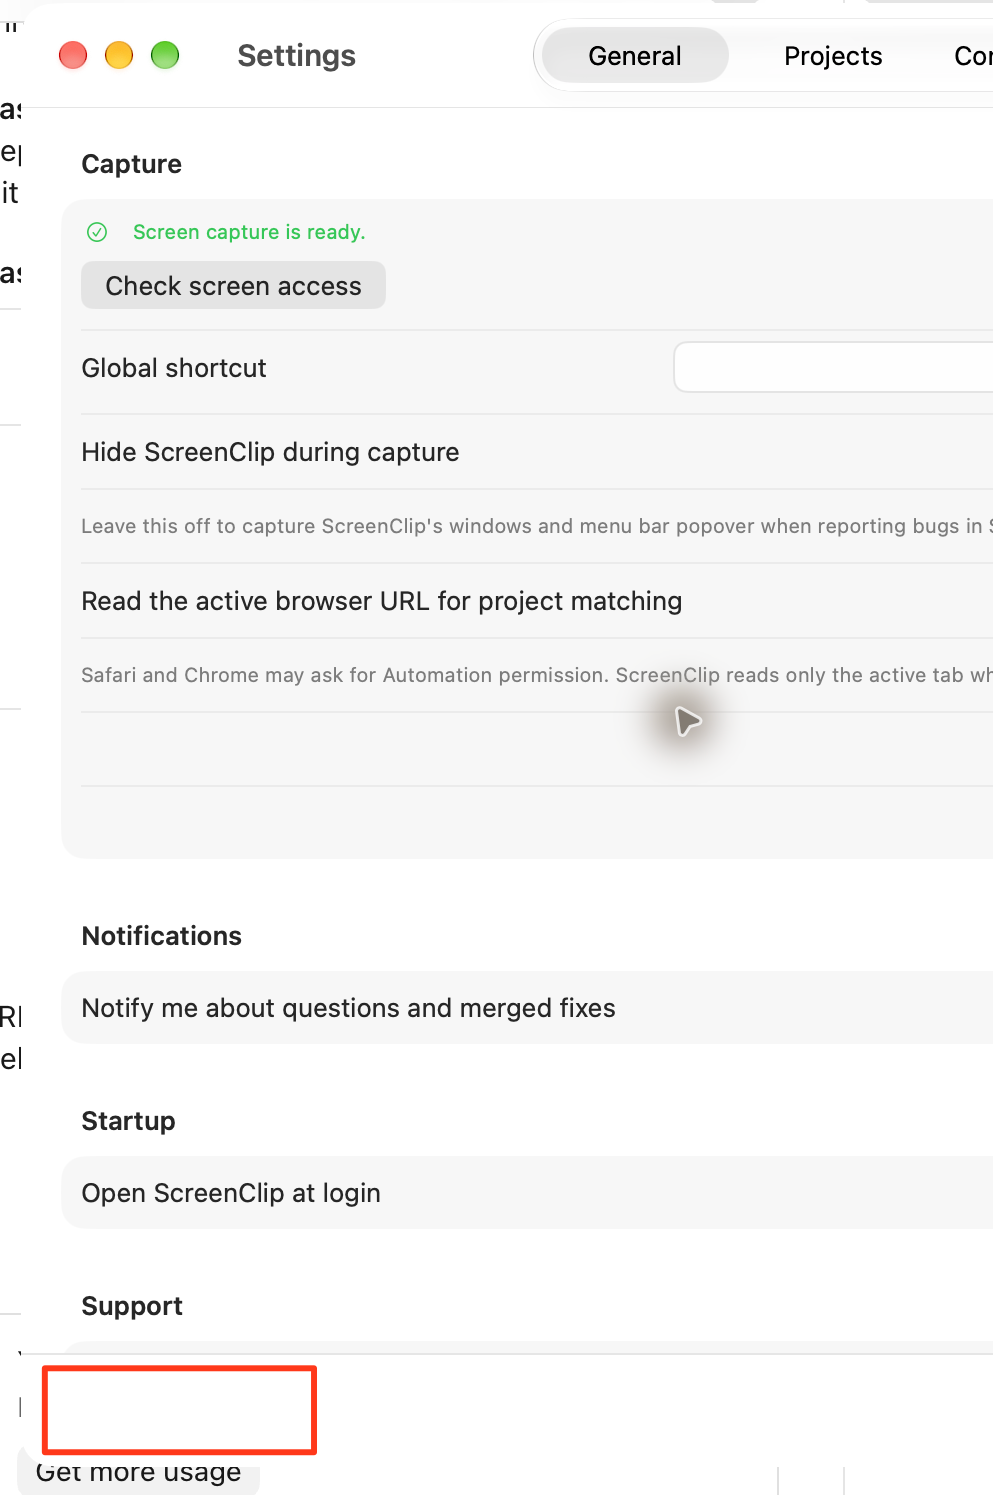 Settings
General
Projects
Capture
Screen capture is ready.
Check screen access
Global shortcut
Hide ScreenClip during capture
Leave this off to capture ScreenClip's windows and menu bar popover when reporting bugs in
Read the active browser URL for project matching
Safari and Chrome may ask for Automation permission. ScreenClip reads only the active tab
Notifications
Notify me about questions and merged fixes
Startup
Open ScreenClip at login
Support
Get more usage